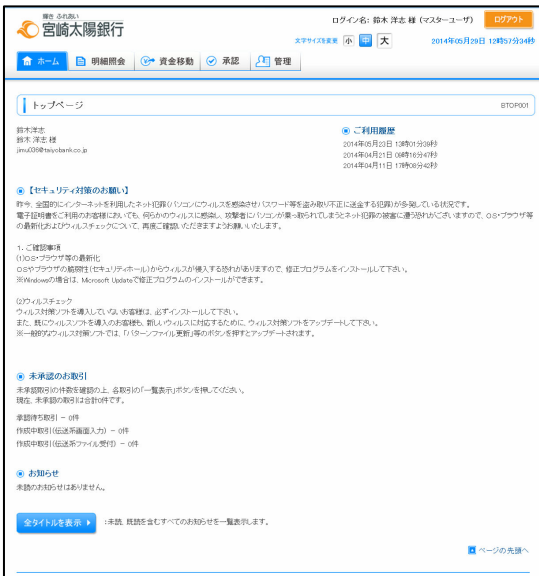 輝き ふれあい
宮崎太陽銀行
ログイン名: 鈴木 洋志 様 (マスターユーザ)
ログアウト
文字サイズを変更 小 中 大
2014年05月29日 12時57分34秒
ホーム
明細照会
資金移動
承認
管理
トップページ
BTOP001
鈴木洋志
鈴木 洋志 様
jimu036@taiyobank.co.jp
ご利用履歴
2014年05月23日 13時01分39秒
2014年04月21日 09時16分47秒
2014年04月11日 17時08分42秒
【セキュリティ対策のお願い】
昨今、全国的にインターネットを利用したネット犯罪(パソコンにウィルスを感染させパスワード等を盗み取り不正に送金する犯罪)が多発している状況です。
電子証明書をご利用のお客様においても、何らかのウィルスに感染し、攻撃者にパソコンが乗っ取られてしまうとネット犯罪の被害に遭う恐れがございますので、OS・ブラウザ等
の最新化およびウィルスチェックについて、再度ご確認いただきますようお願いいたします。
1. ご確認事項
(1)OS・ブラウザ等の最新化
OSやブラウザの脆弱性(セキュリティホール)からウィルスが侵入する恐れがありますので、修正プログラムをインストールして下さい。
※Windowsの場合は、Microsoft Updateで修正プログラムのインストールができます。
(2)ウィルスチェック
ウィルス対策ソフトを導入していないお客様は、必ずインストールして下さい。
また、既にウィルスソフトを導入のお客様も、新しいウィルスに対応するために、ウィルス対策ソフトをアップデートして下さい。
※一般的なウィルス対策ソフトでは、「パターンファイル更新」等のボタンを押すとアップデートされます。
未承認のお取引
未承認取引の件数を確認の上、各取引の「一覧表示」ボタンを押してください。
現在、未承認の取引は合計0件です。
承認待ち取引 - 0件
作成中取引(伝送系画面入力) - 0件
作成中取引(伝送系ファイル受付) - 0件
お知らせ
未読のお知らせはありません。
全タイトルを表示
:未読、既読を含むすべてのお知らせを一覧表示します。
ページの先頭へ